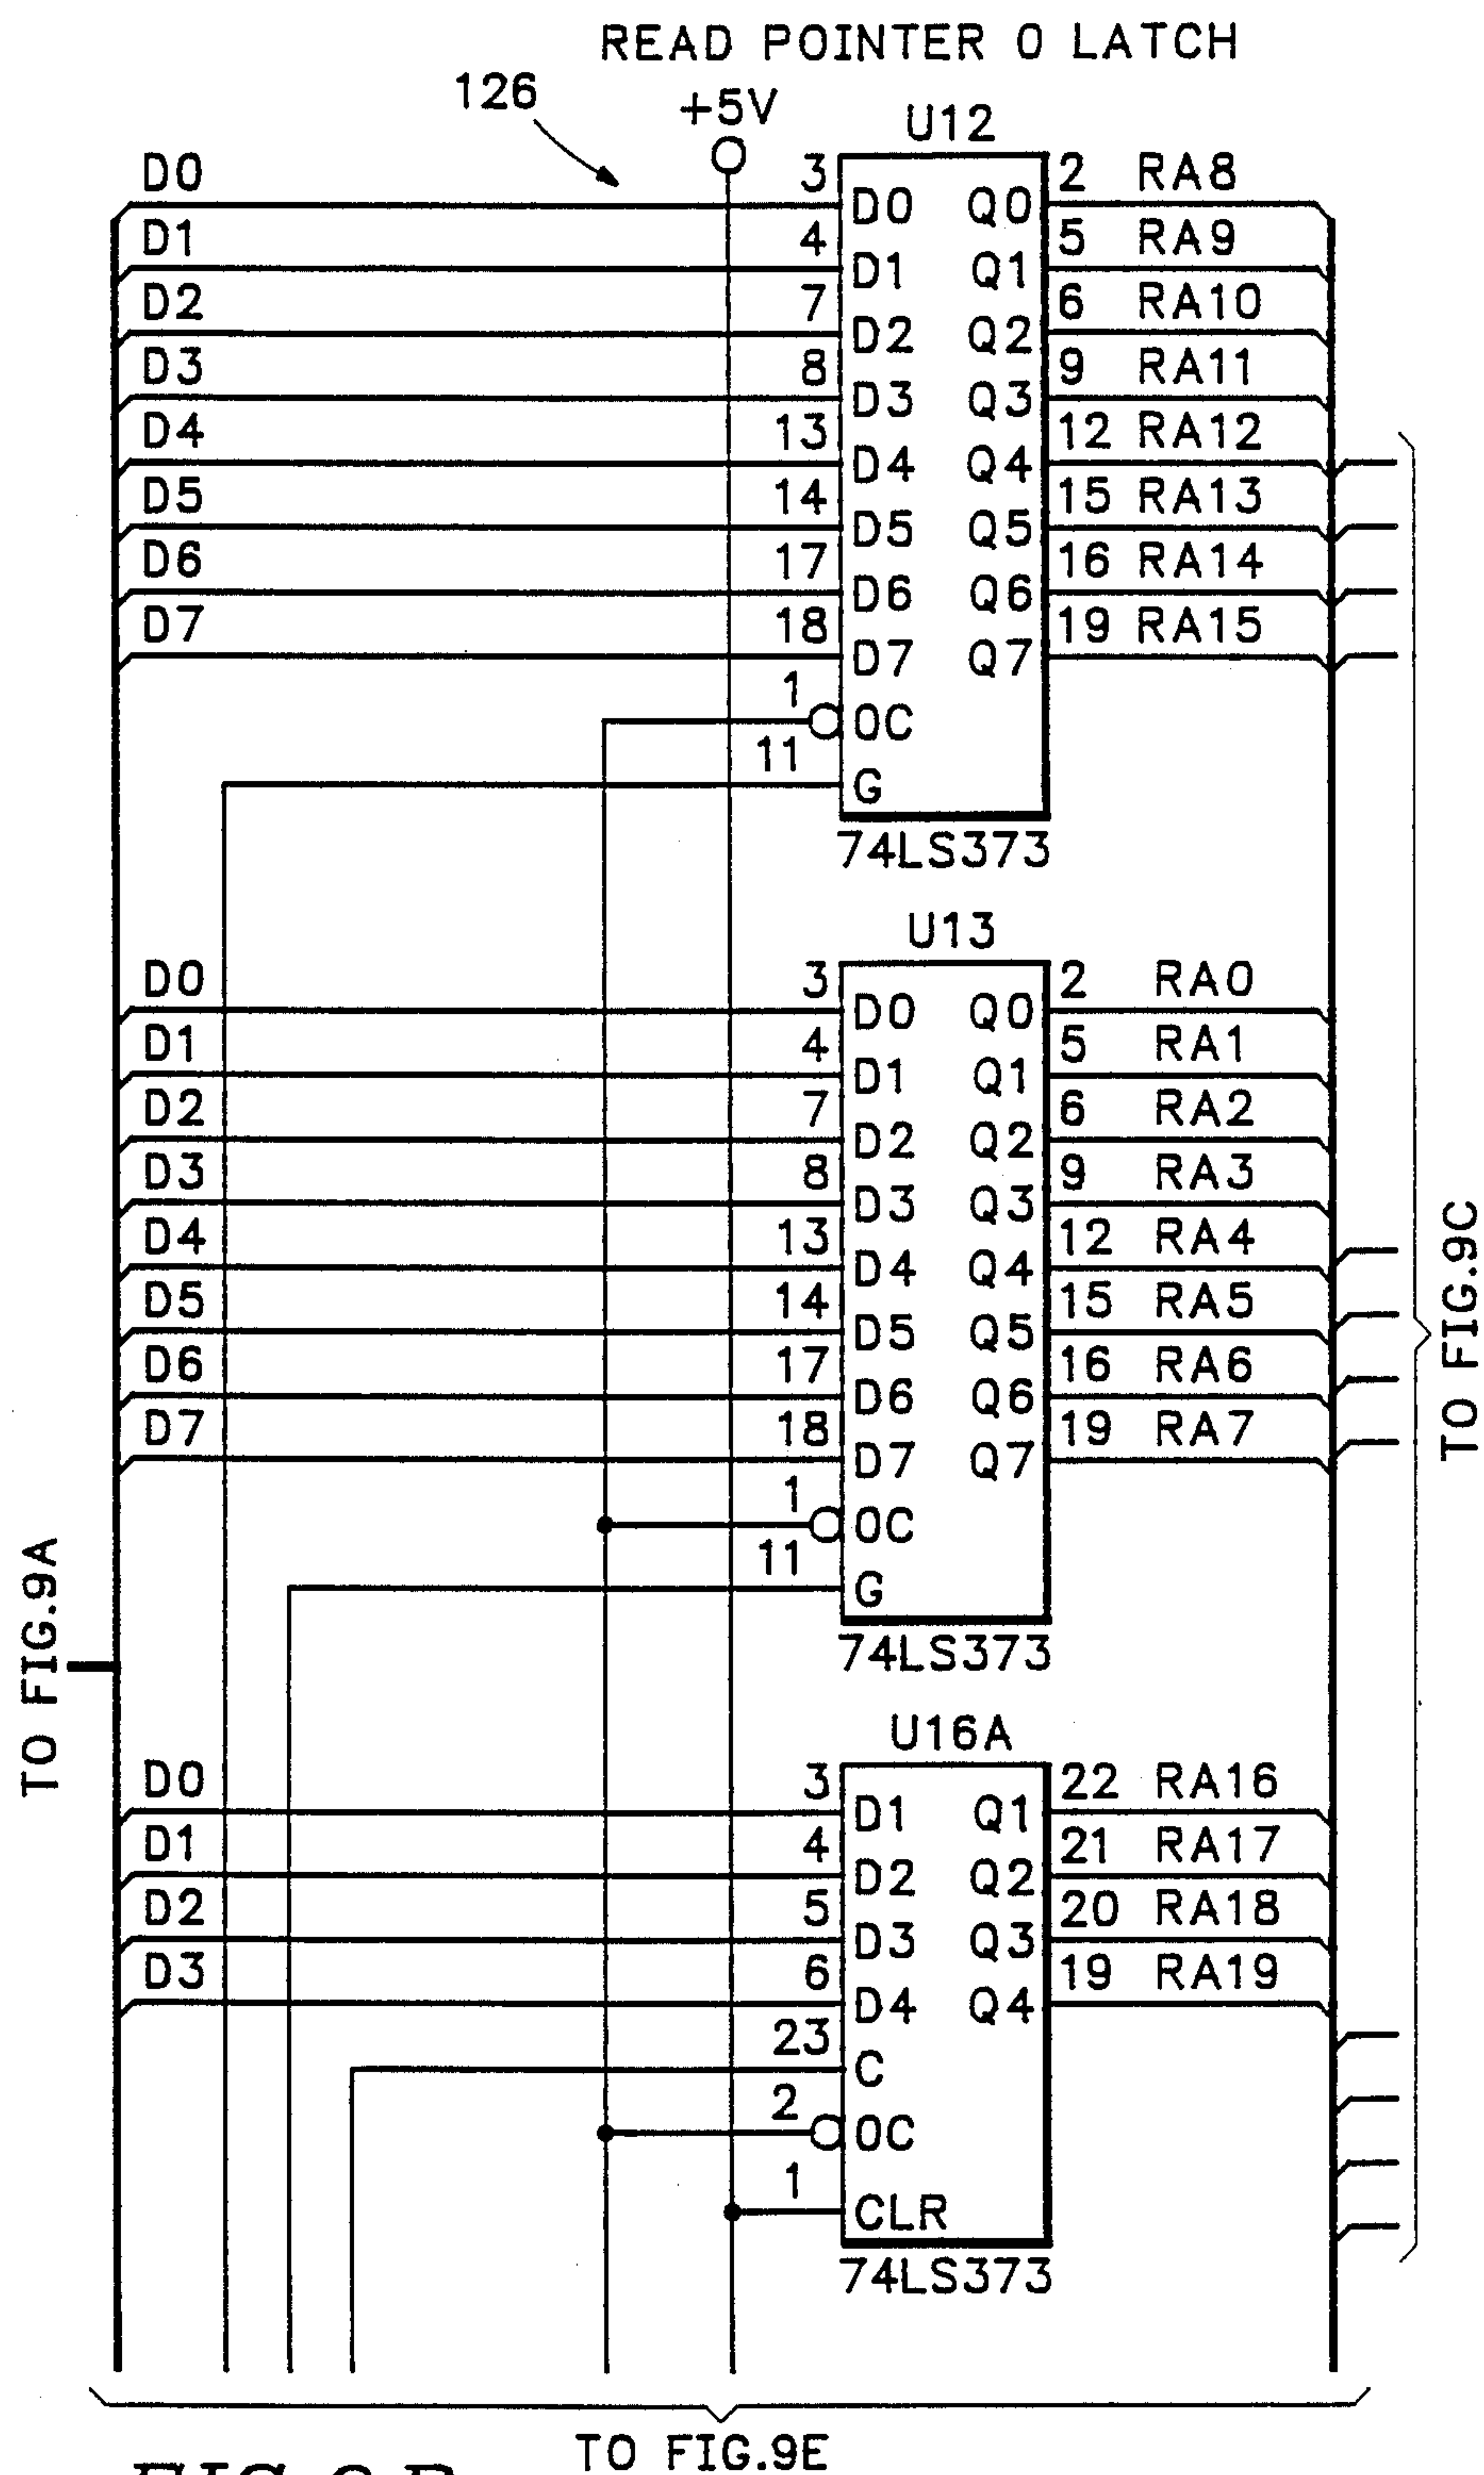 READ POINTER 0 LATCH
126
+5V
U12
D0 3 D0 Q0 2 RA8
D1 4 D1 Q1 5 RA9
D2 7 D2 Q2 6 RA10
D3 8 D3 Q3 9 RA11
D4 13 D4 Q4 12 RA12
D5 14 D5 Q5 15 RA13
D6 17 D6 Q6 16 RA14
D7 18 D7 Q7 19 RA15
1 OC
11 G
74LS373
U13
D0 3 D0 Q0 2 RA0
D1 4 D1 Q1 5 RA1
D2 7 D2 Q2 6 RA2
D3 8 D3 Q3 9 RA3
D4 13 D4 Q4 12 RA4
D5 14 D5 Q5 15 RA5
D6 17 D6 Q6 16 RA6
D7 18 D7 Q7 19 RA7
1 OC
11 G
74LS373
TO FIG.9A
TO FIG.9C
U16A
D0 3 D1 Q1 22 RA16
D1 4 D2 Q2 21 RA17
D2 5 D3 Q3 20 RA18
D3 6 D4 Q4 19 RA19
23 C
2 OC
1 CLR
74LS373
TO FIG.9E